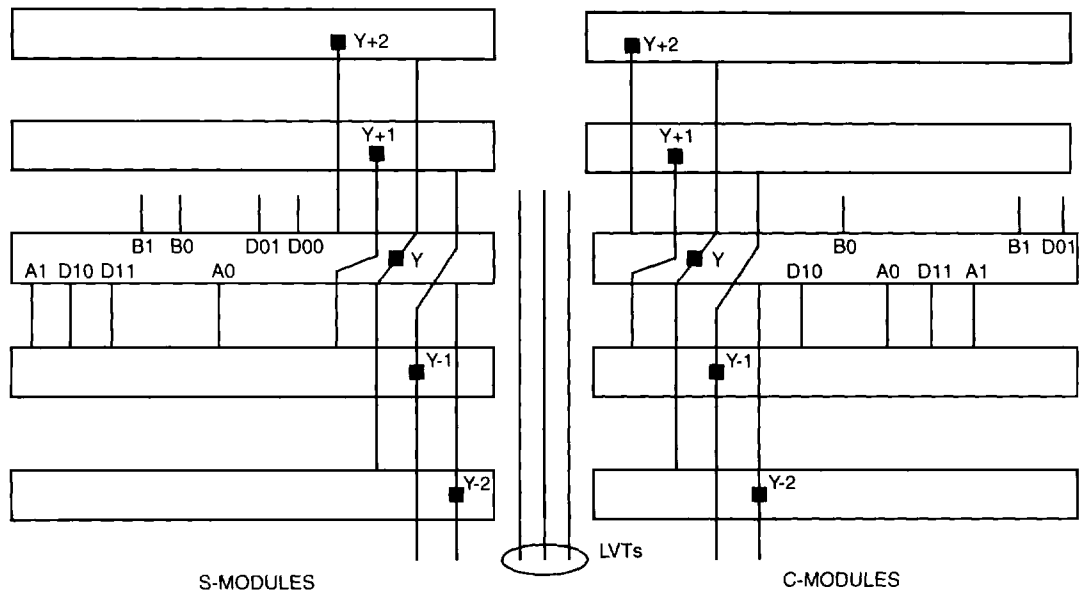 Y+2
Y+2
Y+1
Y+1
B1 B0 D01 D00
B0 B1 D01
Y
Y
A1 D10 D11 A0
D10 A0 D11 A1
Y-1
Y-1
Y-2
Y-2
LVTs
S-MODULES
C-MODULES